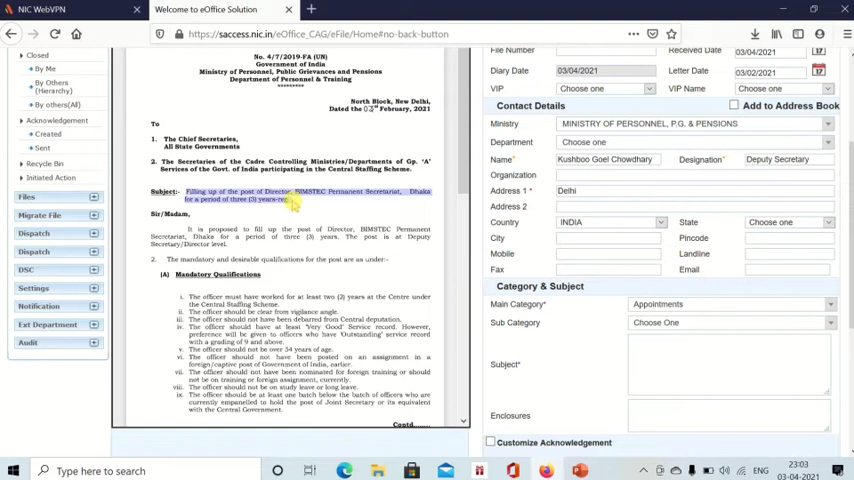 NIC WebVPN
Welcome to eOffice Solution
https://saccess.nic.in/eOffice_CAG/eFile/Home#no-back-button
Closed
By Me
By Others
(Hierarchy)
By others(All)
Acknowledgement
Created
Sent
Recycle Bin
Initiated Action
Files
Migrate File
Dispatch
Dispatch
DSC
Settings
Notification
Ext Department
Audit
No. 4/7/2019-FA (UN)
Government of India
Ministry of Personnel, Public Grievances and Pensions
Department of Personnel & Training
*********
North Block, New Delhi,
Dated the 03rd February, 2021
To
1. The Chief Secretaries,
All State Governments
2. The Secretaries of the Cadre Controlling Ministries/Departments of Gp. 'A'
Services of the Govt. of India participating in the Central Staffing Scheme.
Subject:- Filling up of the post of Director, BIMSTEC Permanent Secretariat, Dhaka
for a period of three (3) years-reg.
Sir/Madam,
It is proposed to fill up the post of Director, BIMSTEC Permanent
Secretariat, Dhaka for a period of three (3) years. The post is at Deputy
Secretary/Director level.
2. The mandatory and desirable qualifications for the post are as under:-
(A) Mandatory Qualifications
i. The officer must have worked for at least two (2) years at the Centre under
the Central Staffing Scheme.
ii. The officer should be clear from vigilance angle.
iii. The officer should not have been debarred from Central deputation.
iv. The officer should have at least 'Very Good' Service record. However,
preference will be given to officers who have 'Outstanding' service record
with a grading of 9 and above.
v. The officer should not be over 54 years of age.
vi. The officer should not have been posted on an assignment in a
foreign/captive post of Government of India, earlier.
vii. The officer should not have been nominated for foreign training or should
not be on training or foreign assignment, currently.
viii. The officer should not be on study leave or long leave.
ix. The officer should be at least one batch below the batch of officers who are
currently empanelled to hold the post of Joint Secretary or its equivalent
with the Central Government.
Contd.......
File Number
Received Date 03/04/2021
Diary Date 03/04/2021
Letter Date 03/02/2021
VIP Choose one
VIP Name Choose one
Contact Details
Add to Address Book
Ministry MINISTRY OF PERSONNEL, P.G. & PENSIONS
Department Choose one
Name* Kushboo Goel Chowdhary Designation* Deputy Secretary
Organization
Address 1* Delhi
Address 2
Country INDIA State Choose one
City Pincode
Mobile Landline
Fax Email
Category & Subject
Main Category* Appointments
Sub Category Choose One
Subject*
Enclosures
Customize Acknowledgement
Type here to search
ENG
23:03
03-04-2021